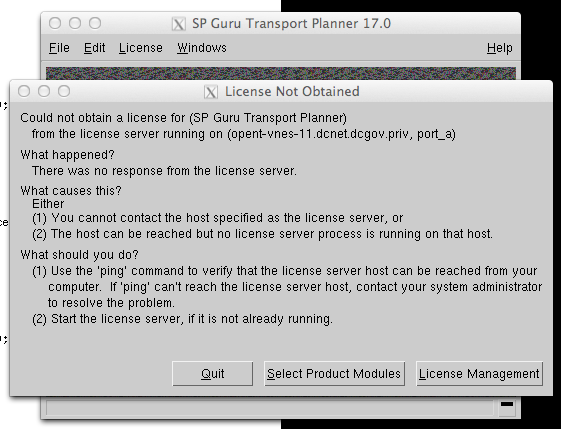 SP Guru Transport Planner 17.0
File Edit License Windows Help
License Not Obtained
Could not obtain a license for (SP Guru Transport Planner)
from the license server running on (opent-vnes-11.dcnet.dcgov.priv, port_a)
What happened?
There was no response from the license server.
What causes this?
Either
(1) You cannot contact the host specified as the license server, or
(2) The host can be reached but no license server process is running on that host.
What should you do?
(1) Use the 'ping' command to verify that the license server host can be reached from your
computer. If 'ping' can't reach the license server host, contact your system administrator
to resolve the problem.
(2) Start the license server, if it is not already running.
Quit Select Product Modules License Management